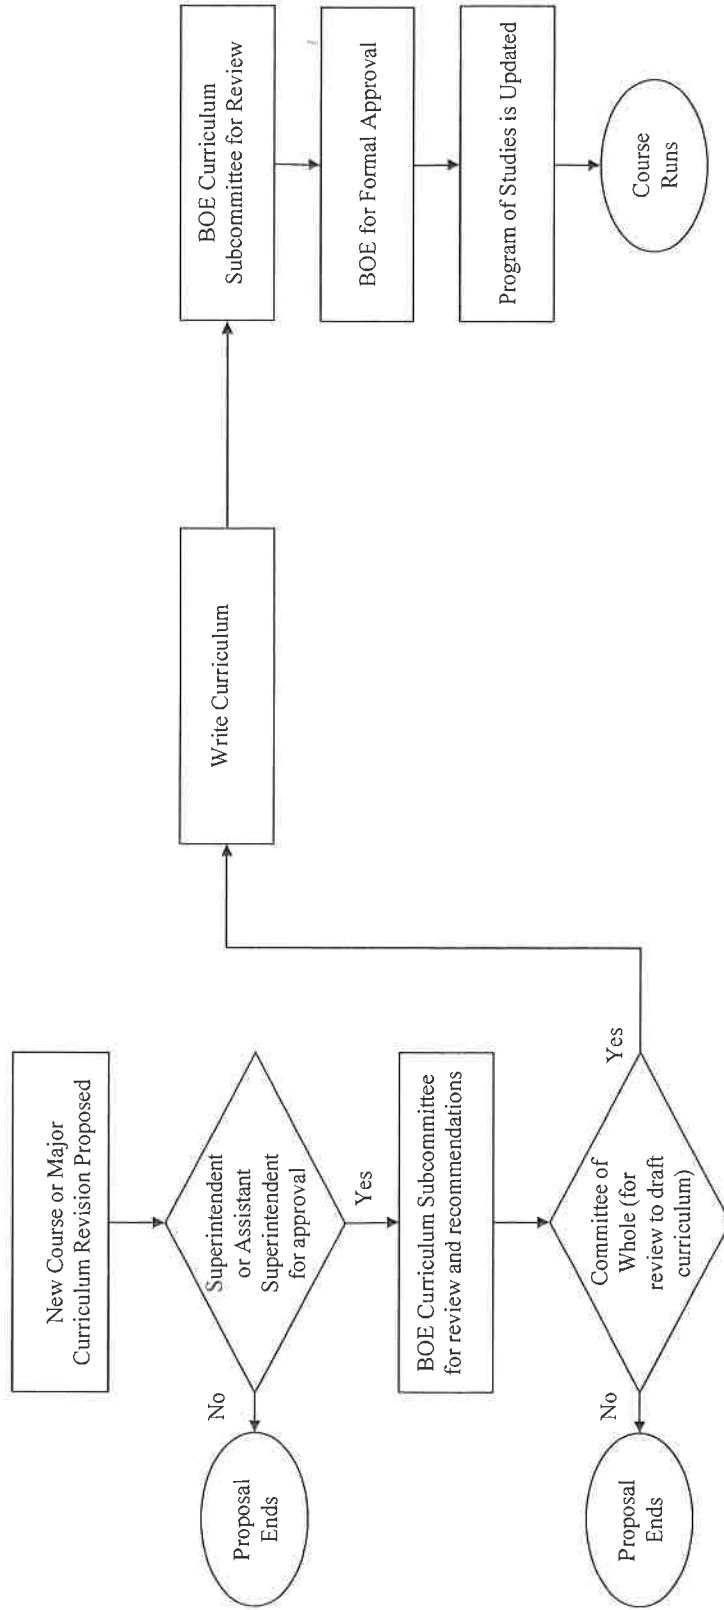 New Course or Major
Curriculum Revision Proposed
Superintendent
or Assistant
Superintendent
for approval
No
Proposal
Ends
Yes
BOE Curriculum Subcommittee
for review and recommendations
Committee of
Whole (for
review to draft
curriculum)
No
Proposal
Ends
Yes
Write Curriculum
BOE Curriculum
Subcommittee for Review
BOE for Formal Approval
Program of Studies is Updated
Course
Runs